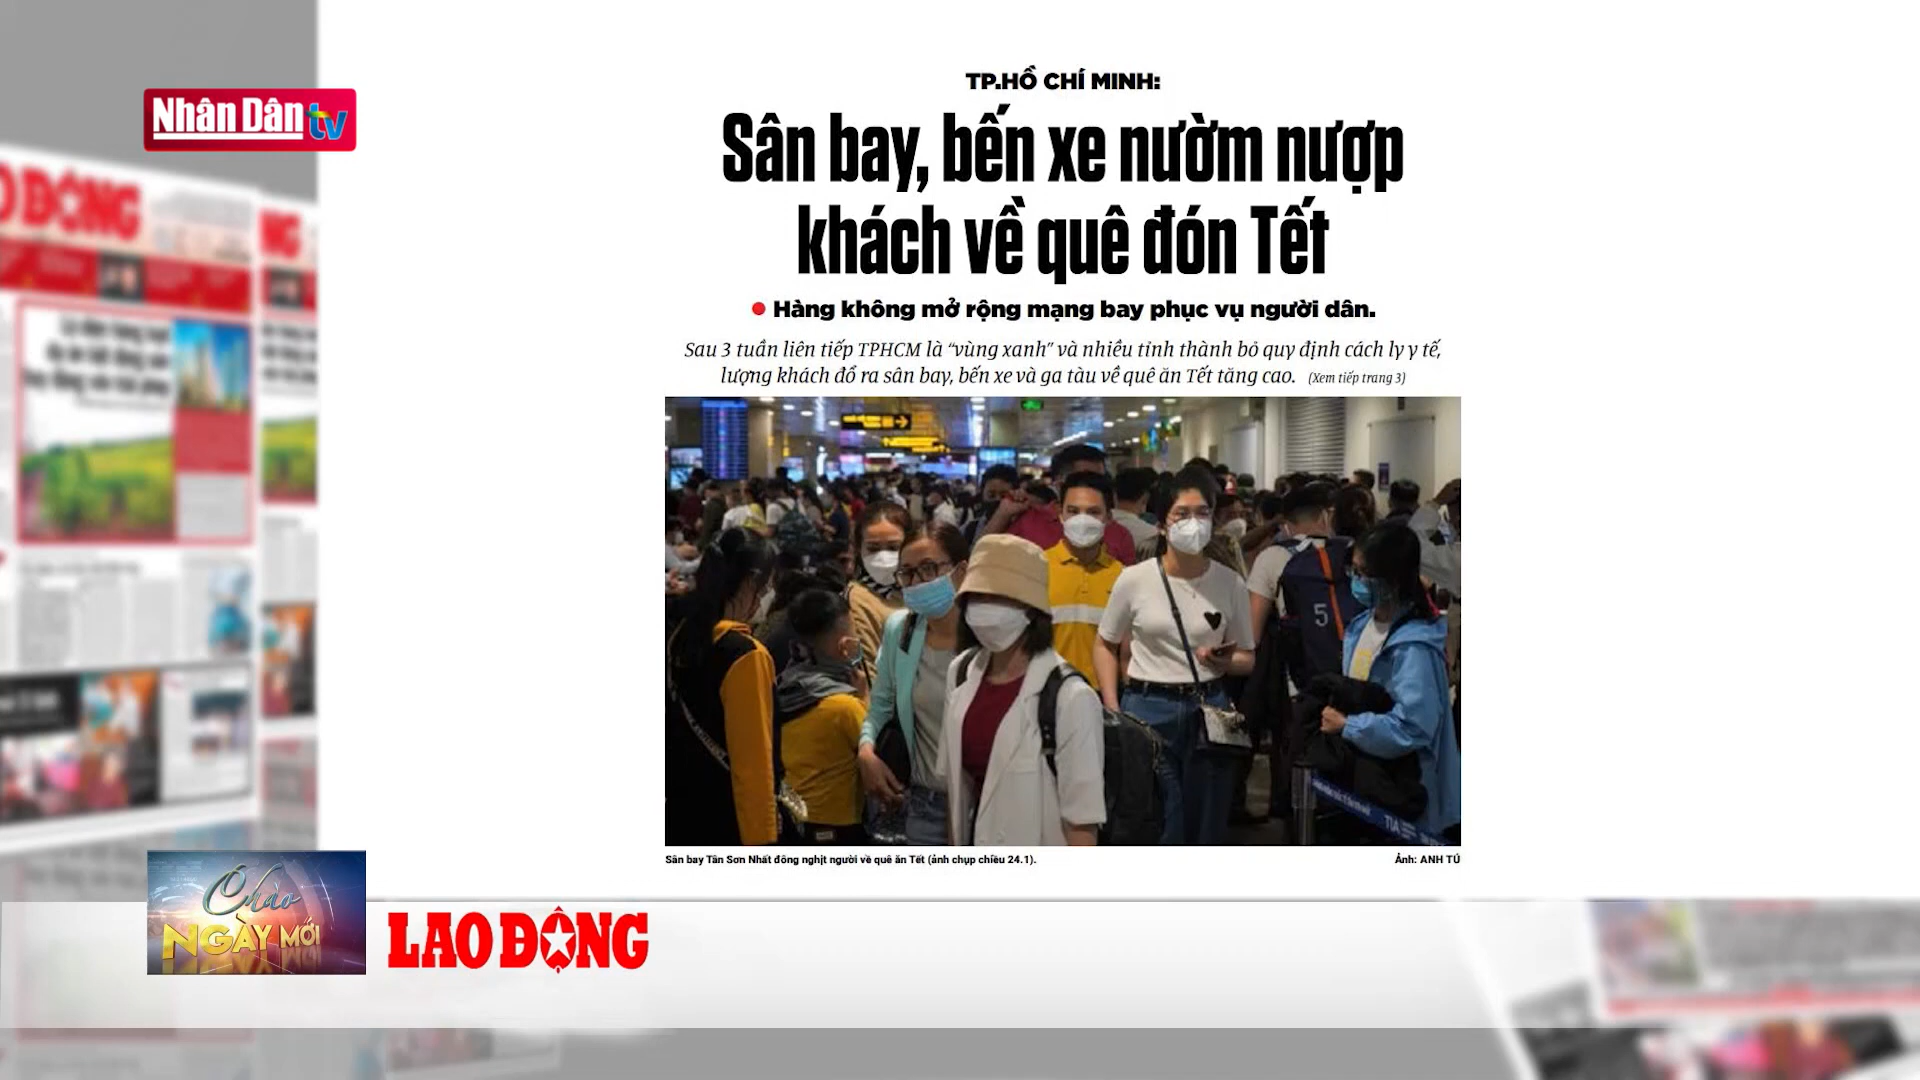 Nhân Dân tv
TP.HỒ CHÍ MINH:
Sân bay, bến xe nườm nượp
khách về quê đón Tết
Hàng không mở rộng mạng bay phục vụ người dân.
Sau 3 tuần liên tiếp TPHCM là “vùng xanh” và nhiều tỉnh thành bỏ quy định cách ly y tế,
lượng khách đổ ra sân bay, bến xe và ga tàu về quê ăn Tết tăng cao. (Xem tiếp trang 3)
5
TIA
Sân bay Tân Sơn Nhất đông nghịt người về quê ăn Tết (ảnh chụp chiều 24.1).
Ảnh: ANH TÚ
Chào
NGÀY MỚI
LAO ĐỘNG